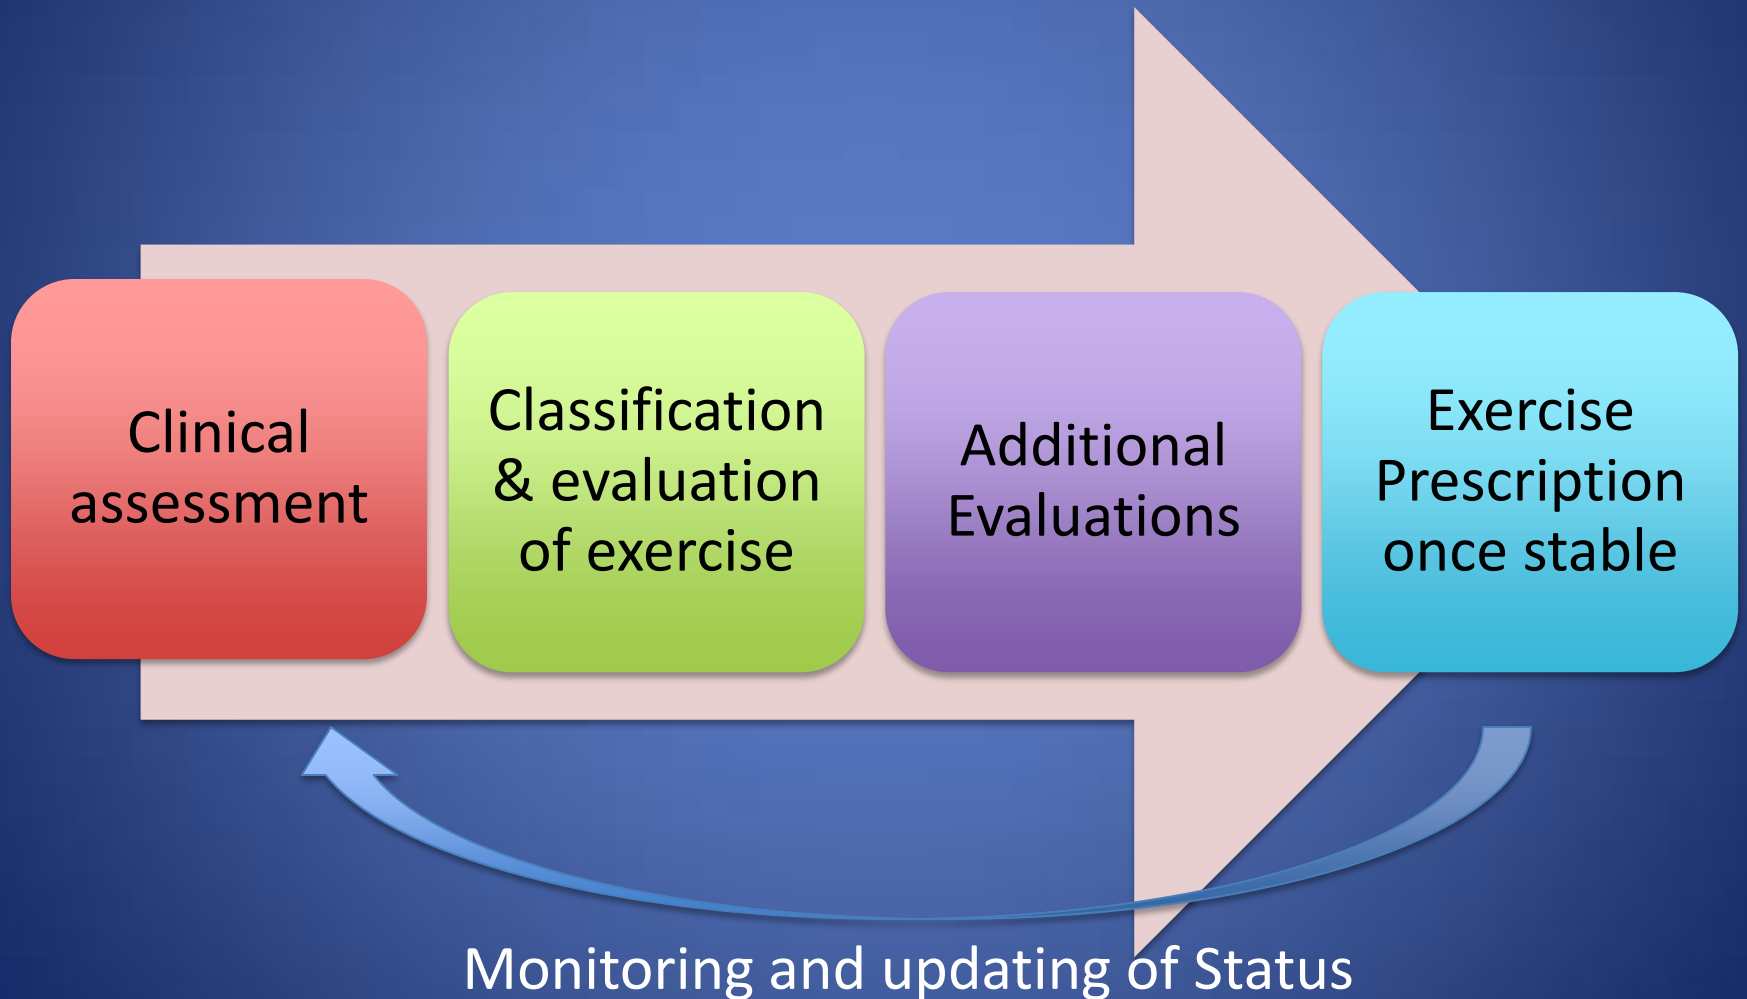 Clinical
assessment
Classification
& evaluation
of exercise
Additional
Evaluations
Exercise
Prescription
once stable
Monitoring and updating of Status